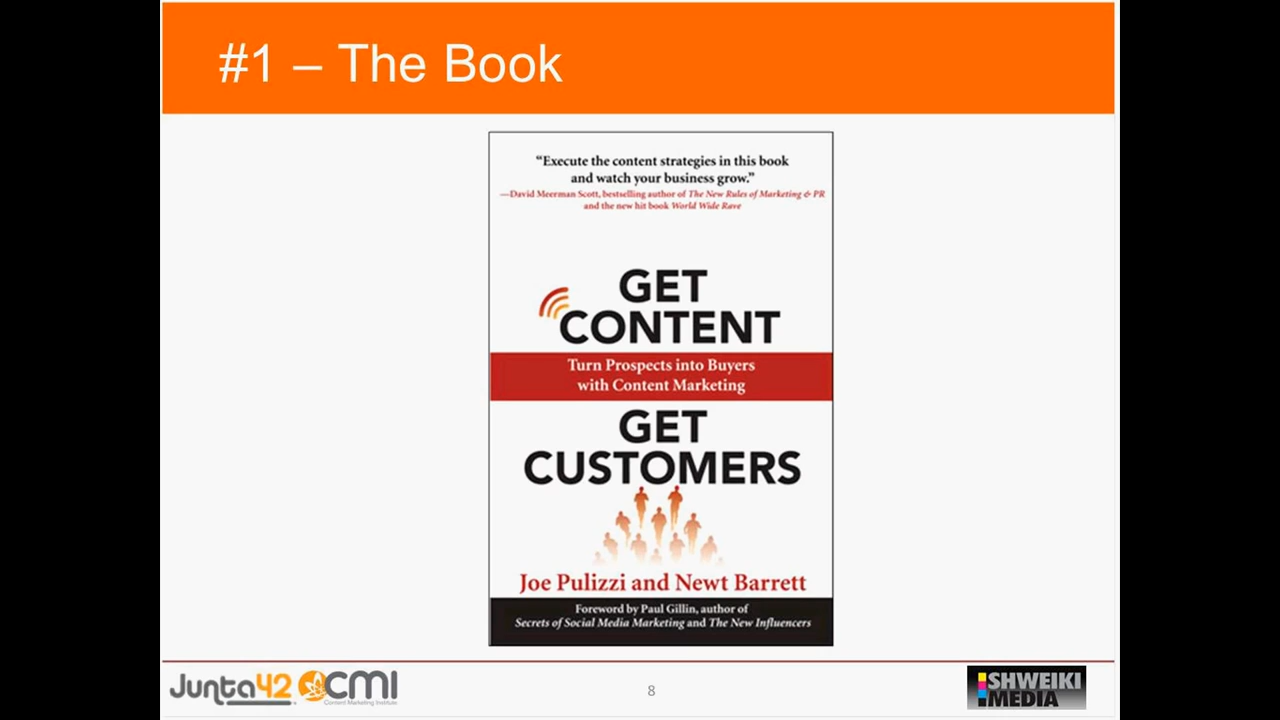 #1 – The Book
“Execute the content strategies in this book
and watch your business grow.”
—David Meerman Scott, bestselling author of The New Rules of Marketing & PR
and the new hit book World Wide Rave
GET
CONTENT
Turn Prospects into Buyers
with Content Marketing
GET
CUSTOMERS
Joe Pulizzi and Newt Barrett
Foreword by Paul Gillin, author of
Secrets of Social Media Marketing and The New Influencers
Junta42
CMI
Content Marketing Institute
8
SHWEIKI
MEDIA